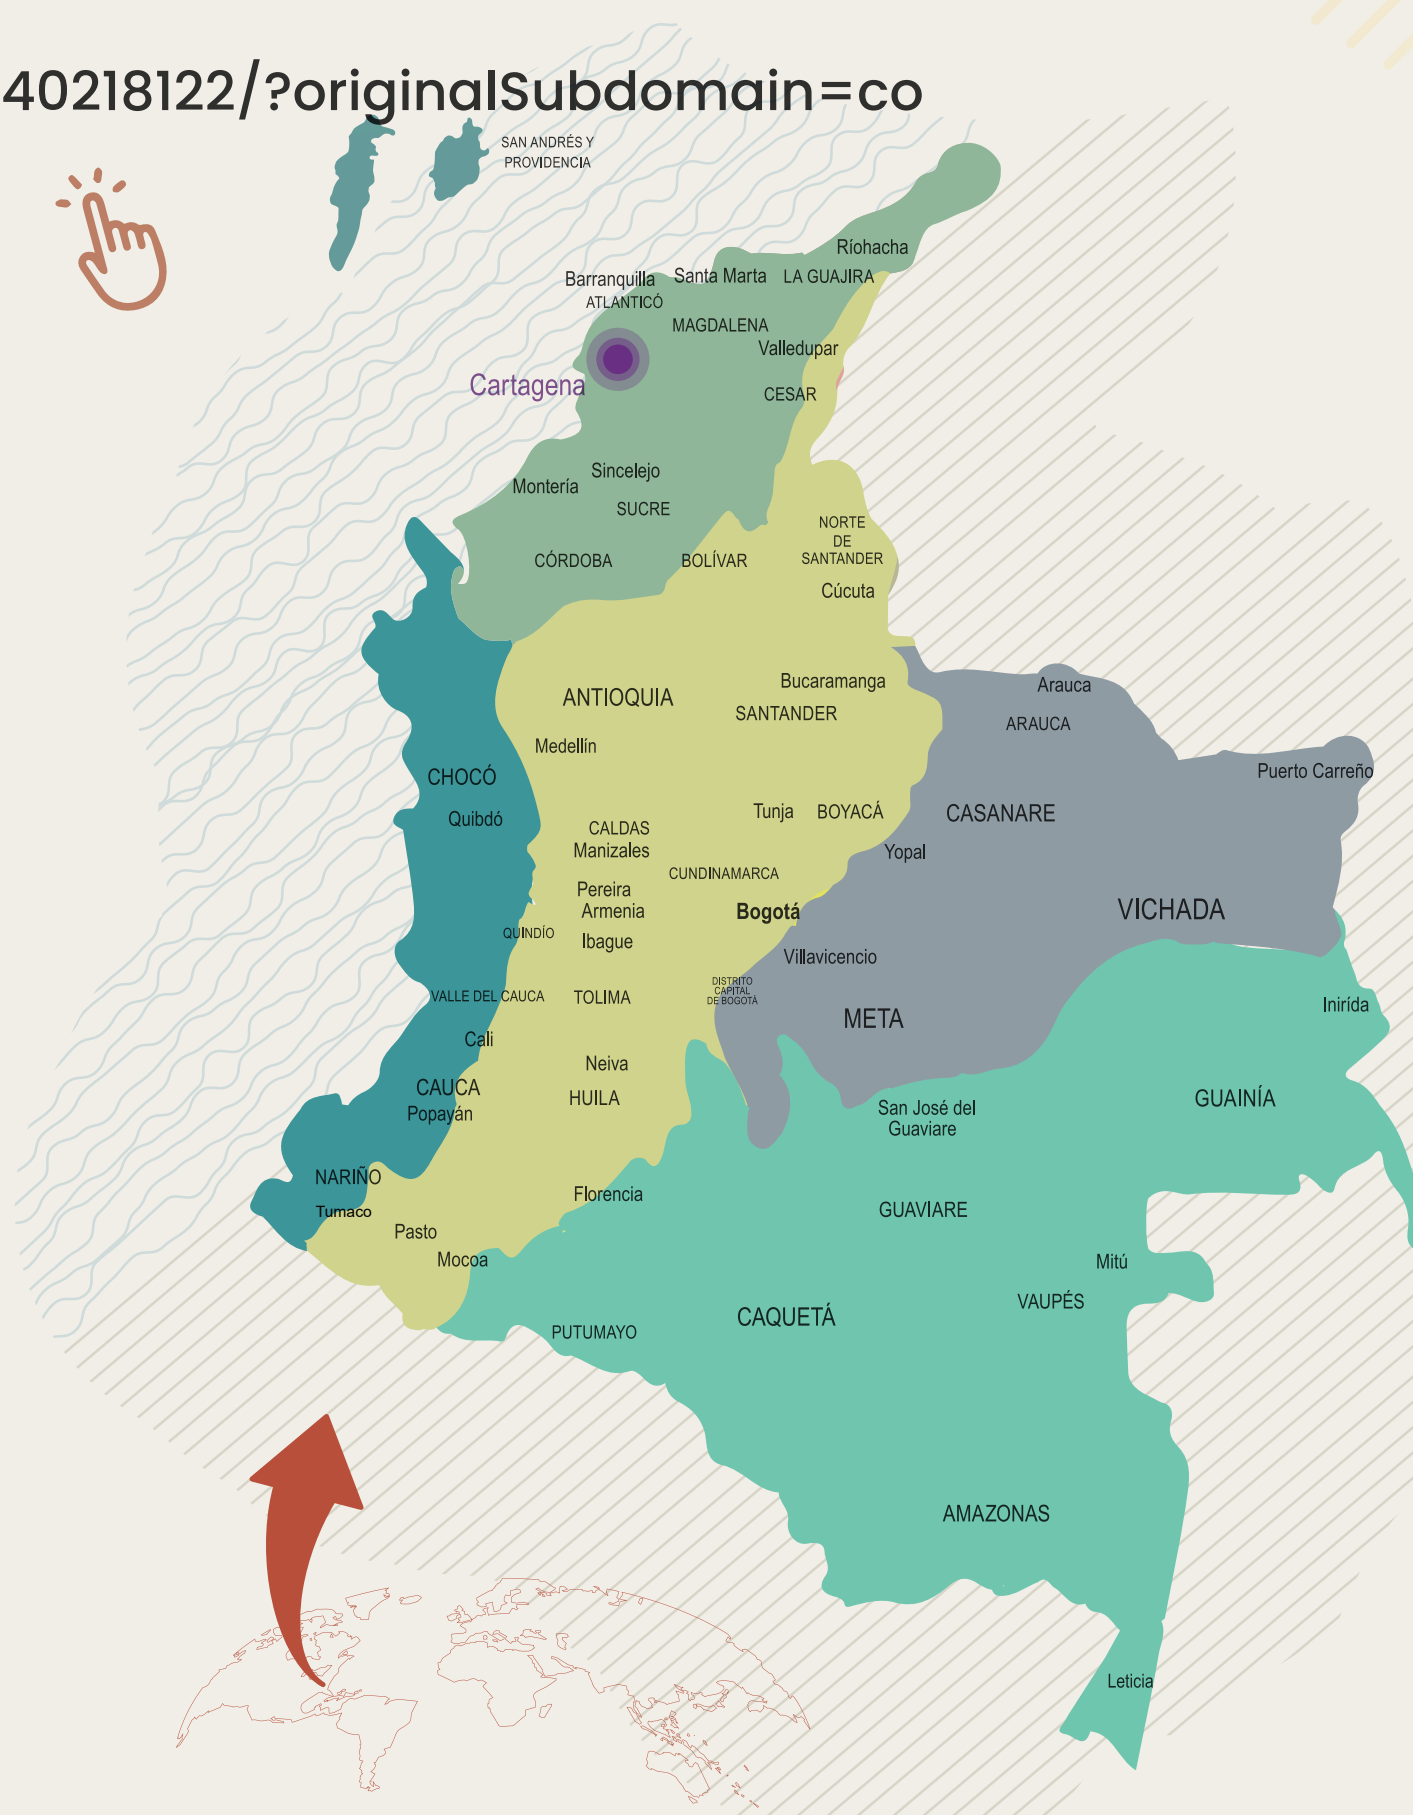 40218122/?originalSubdomain=co
SAN ANDRÉS Y
PROVIDENCIA
Ríohacha
Barranquilla
Santa Marta
LA GUAJIRA
ATLANTICÓ
MAGDALENA
Valledupar
Cartagena
CESAR
Sincelejo
Montería
SUCRE
NORTE
DE
SANTANDER
CÓRDOBA
BOLÍVAR
Cúcuta
Bucaramanga
Arauca
ANTIOQUIA
SANTANDER
ARAUCA
Medellín
CHOCÓ
Puerto Carreño
Quibdó
Tunja
BOYACÁ
CASANARE
CALDAS
Manizales
Yopal
CUNDINAMARCA
Pereira
Armenia
Bogotá
VICHADA
QUINDÍO
Ibague
Villavicencio
DISTRITO
CAPITAL
DE BOGOTÁ
VALLE DEL CAUCA
TOLIMA
Inirída
META
Cali
Neiva
CAUCA
HUILA
GUAINÍA
Popayán
San José del
Guaviare
NARIÑO
Florencia
Tumaco
GUAVIARE
Pasto
Mocoa
Mitú
VAUPÉS
CAQUETÁ
PUTUMAYO
AMAZONAS
Leticia